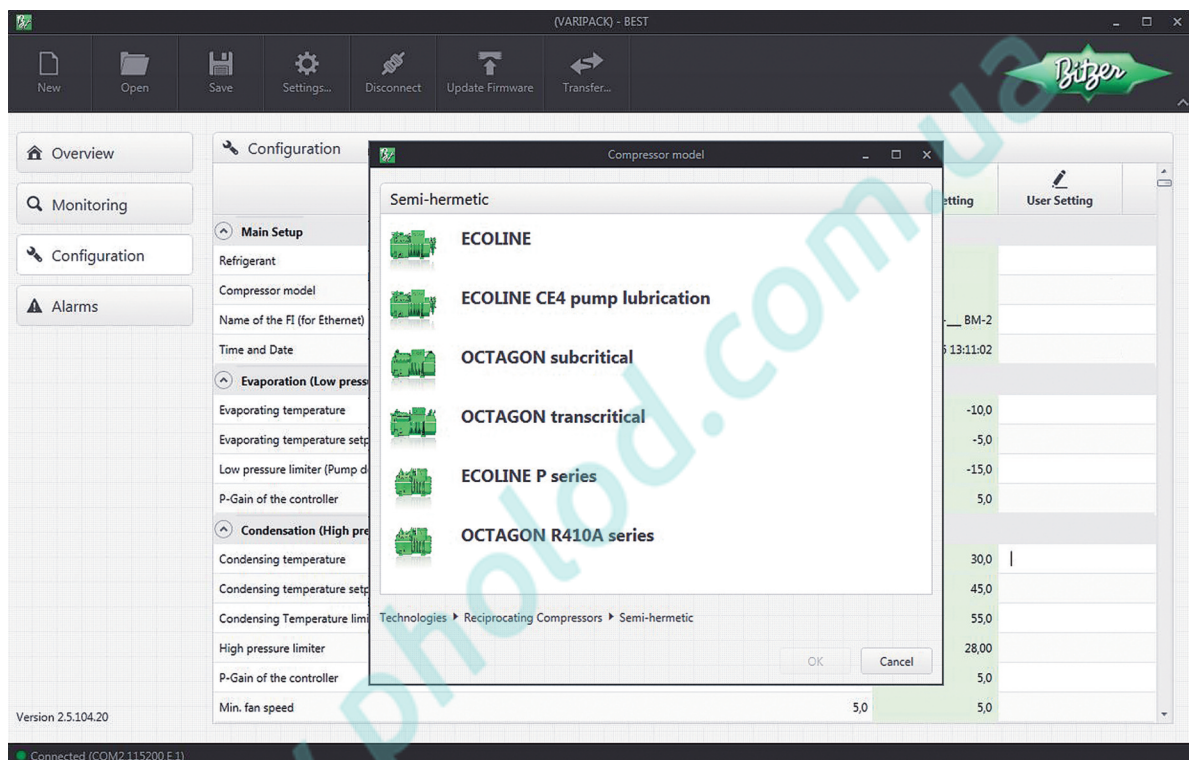 (VARIPACK) - BEST
New Open Save Settings... Disconnect Update Firmware Transfer...
Bitzer
Overview
Monitoring
Configuration
Alarms
Version 2.5.104.20
Configuration
etting User Setting
Main Setup
Refrigerant
Compressor model
Name of the FI (for Ethernet) BM-2
Time and Date 13:11:02
Evaporation (Low press
Evaporating temperature -10,0
Evaporating temperature setp -5,0
Low pressure limiter (Pump d -15,0
P-Gain of the controller 5,0
Condensation (High pre
Condensing temperature 30,0
Condensing temperature setp 45,0
Condensing Temperature limi 55,0
High pressure limiter 28,00
P-Gain of the controller 5,0
Min. fan speed 5,0 5,0
Compressor model
Semi-hermetic
ECOLINE
ECOLINE CE4 pump lubrication
OCTAGON subcritical
OCTAGON transcritical
ECOLINE P series
OCTAGON R410A series
Technologies Reciprocating Compressors Semi-hermetic
OK Cancel
Connected (COM2 115200 E 1)
pholod.com.ua